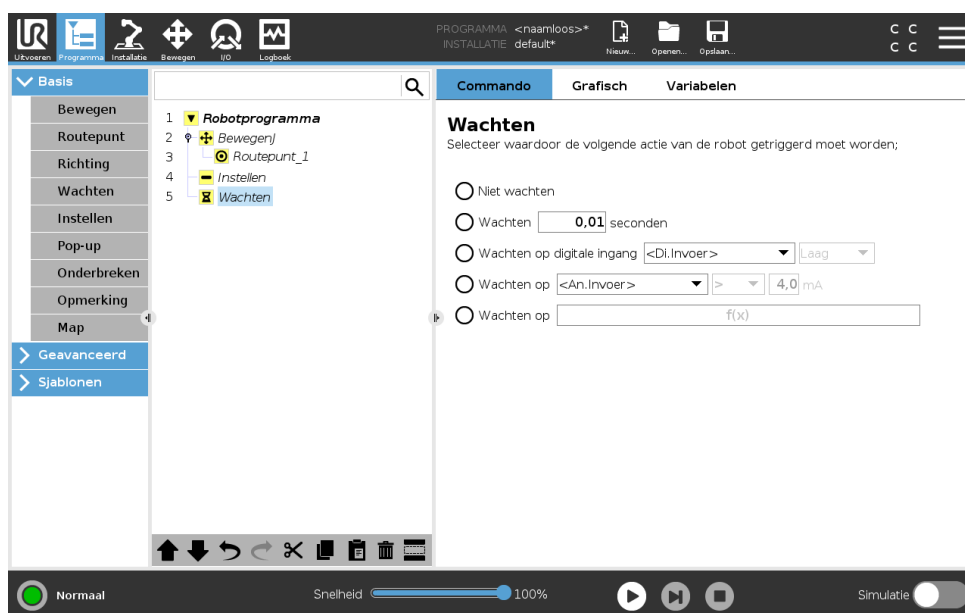 PROGRAMMA <naamloos>*
INSTALLATIE default*
Uitvoeren Programma Installatie Bewegen I/O Logboek
Nieuw... Openen... Opslaan...
C C
C C
Basis
Bewegen
Routepunt
Richting
Wachten
Instellen
Pop-up
Onderbreken
Opmerking
Map
Geavanceerd
Sjablonen
1 Robotprogramma
2 BewegenJ
3 Routepunt_1
4 Instellen
5 Wachten
Commando Grafisch Variabelen
Wachten
Selecteer waardoor de volgende actie van de robot getriggerd moet worden;
Niet wachten
Wachten 0,01 seconden
Wachten op digitale ingang <Di.Invoer> Laag
Wachten op <An.Invoer> > 4,0 mA
Wachten op f(x)
Normaal
Snelheid 100%
Simulatie